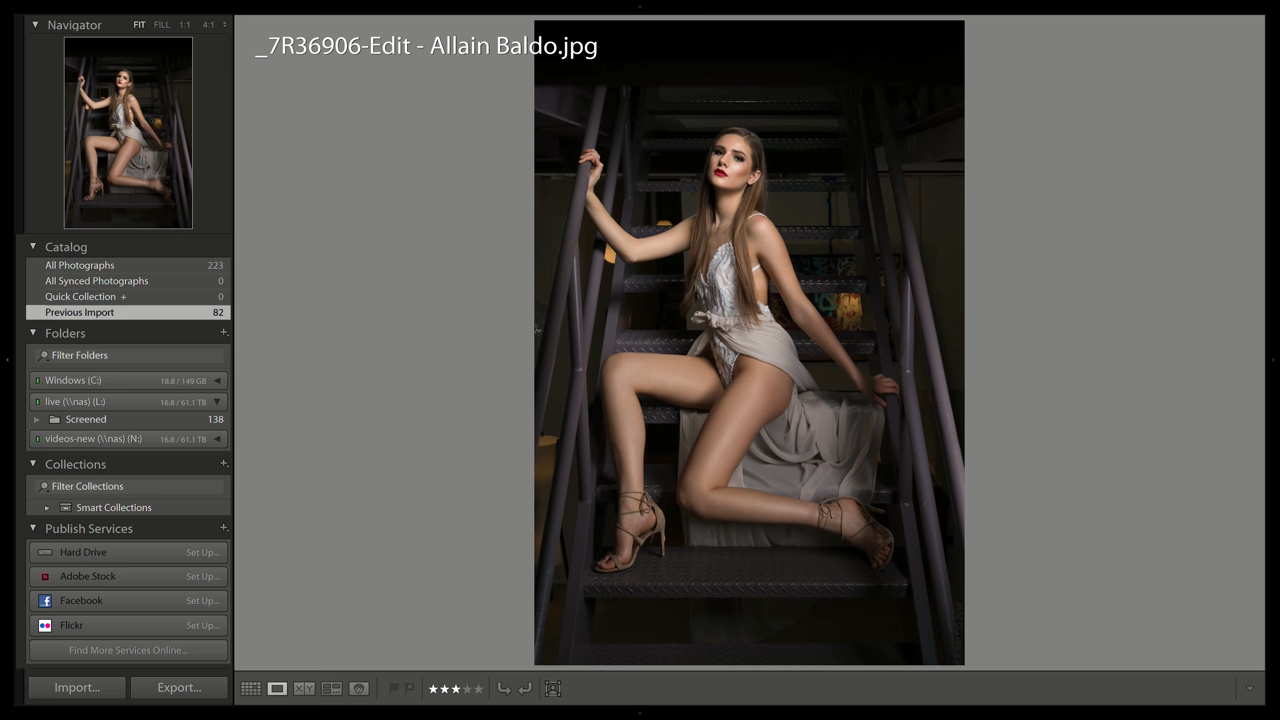 Navigator FIT FILL 1:1 4:1
_7R36906-Edit - Allain Baldo.jpg
Catalog
All Photographs 223
All Synced Photographs 0
Quick Collection + 0
Previous Import 82
Folders +
Filter Folders
Windows (C:) 18.8 / 149 GB
live (\\nas) (L:) 16.8 / 61.1 TB
Screened 138
videos-new (\\nas) (N:) 16.8 / 61.1 TB
Collections +
Filter Collections
Smart Collections
Publish Services +
Hard Drive Set Up...
Adobe Stock Set Up...
Facebook Set Up...
Flickr Set Up...
Find More Services Online...
Import... Export...
XY